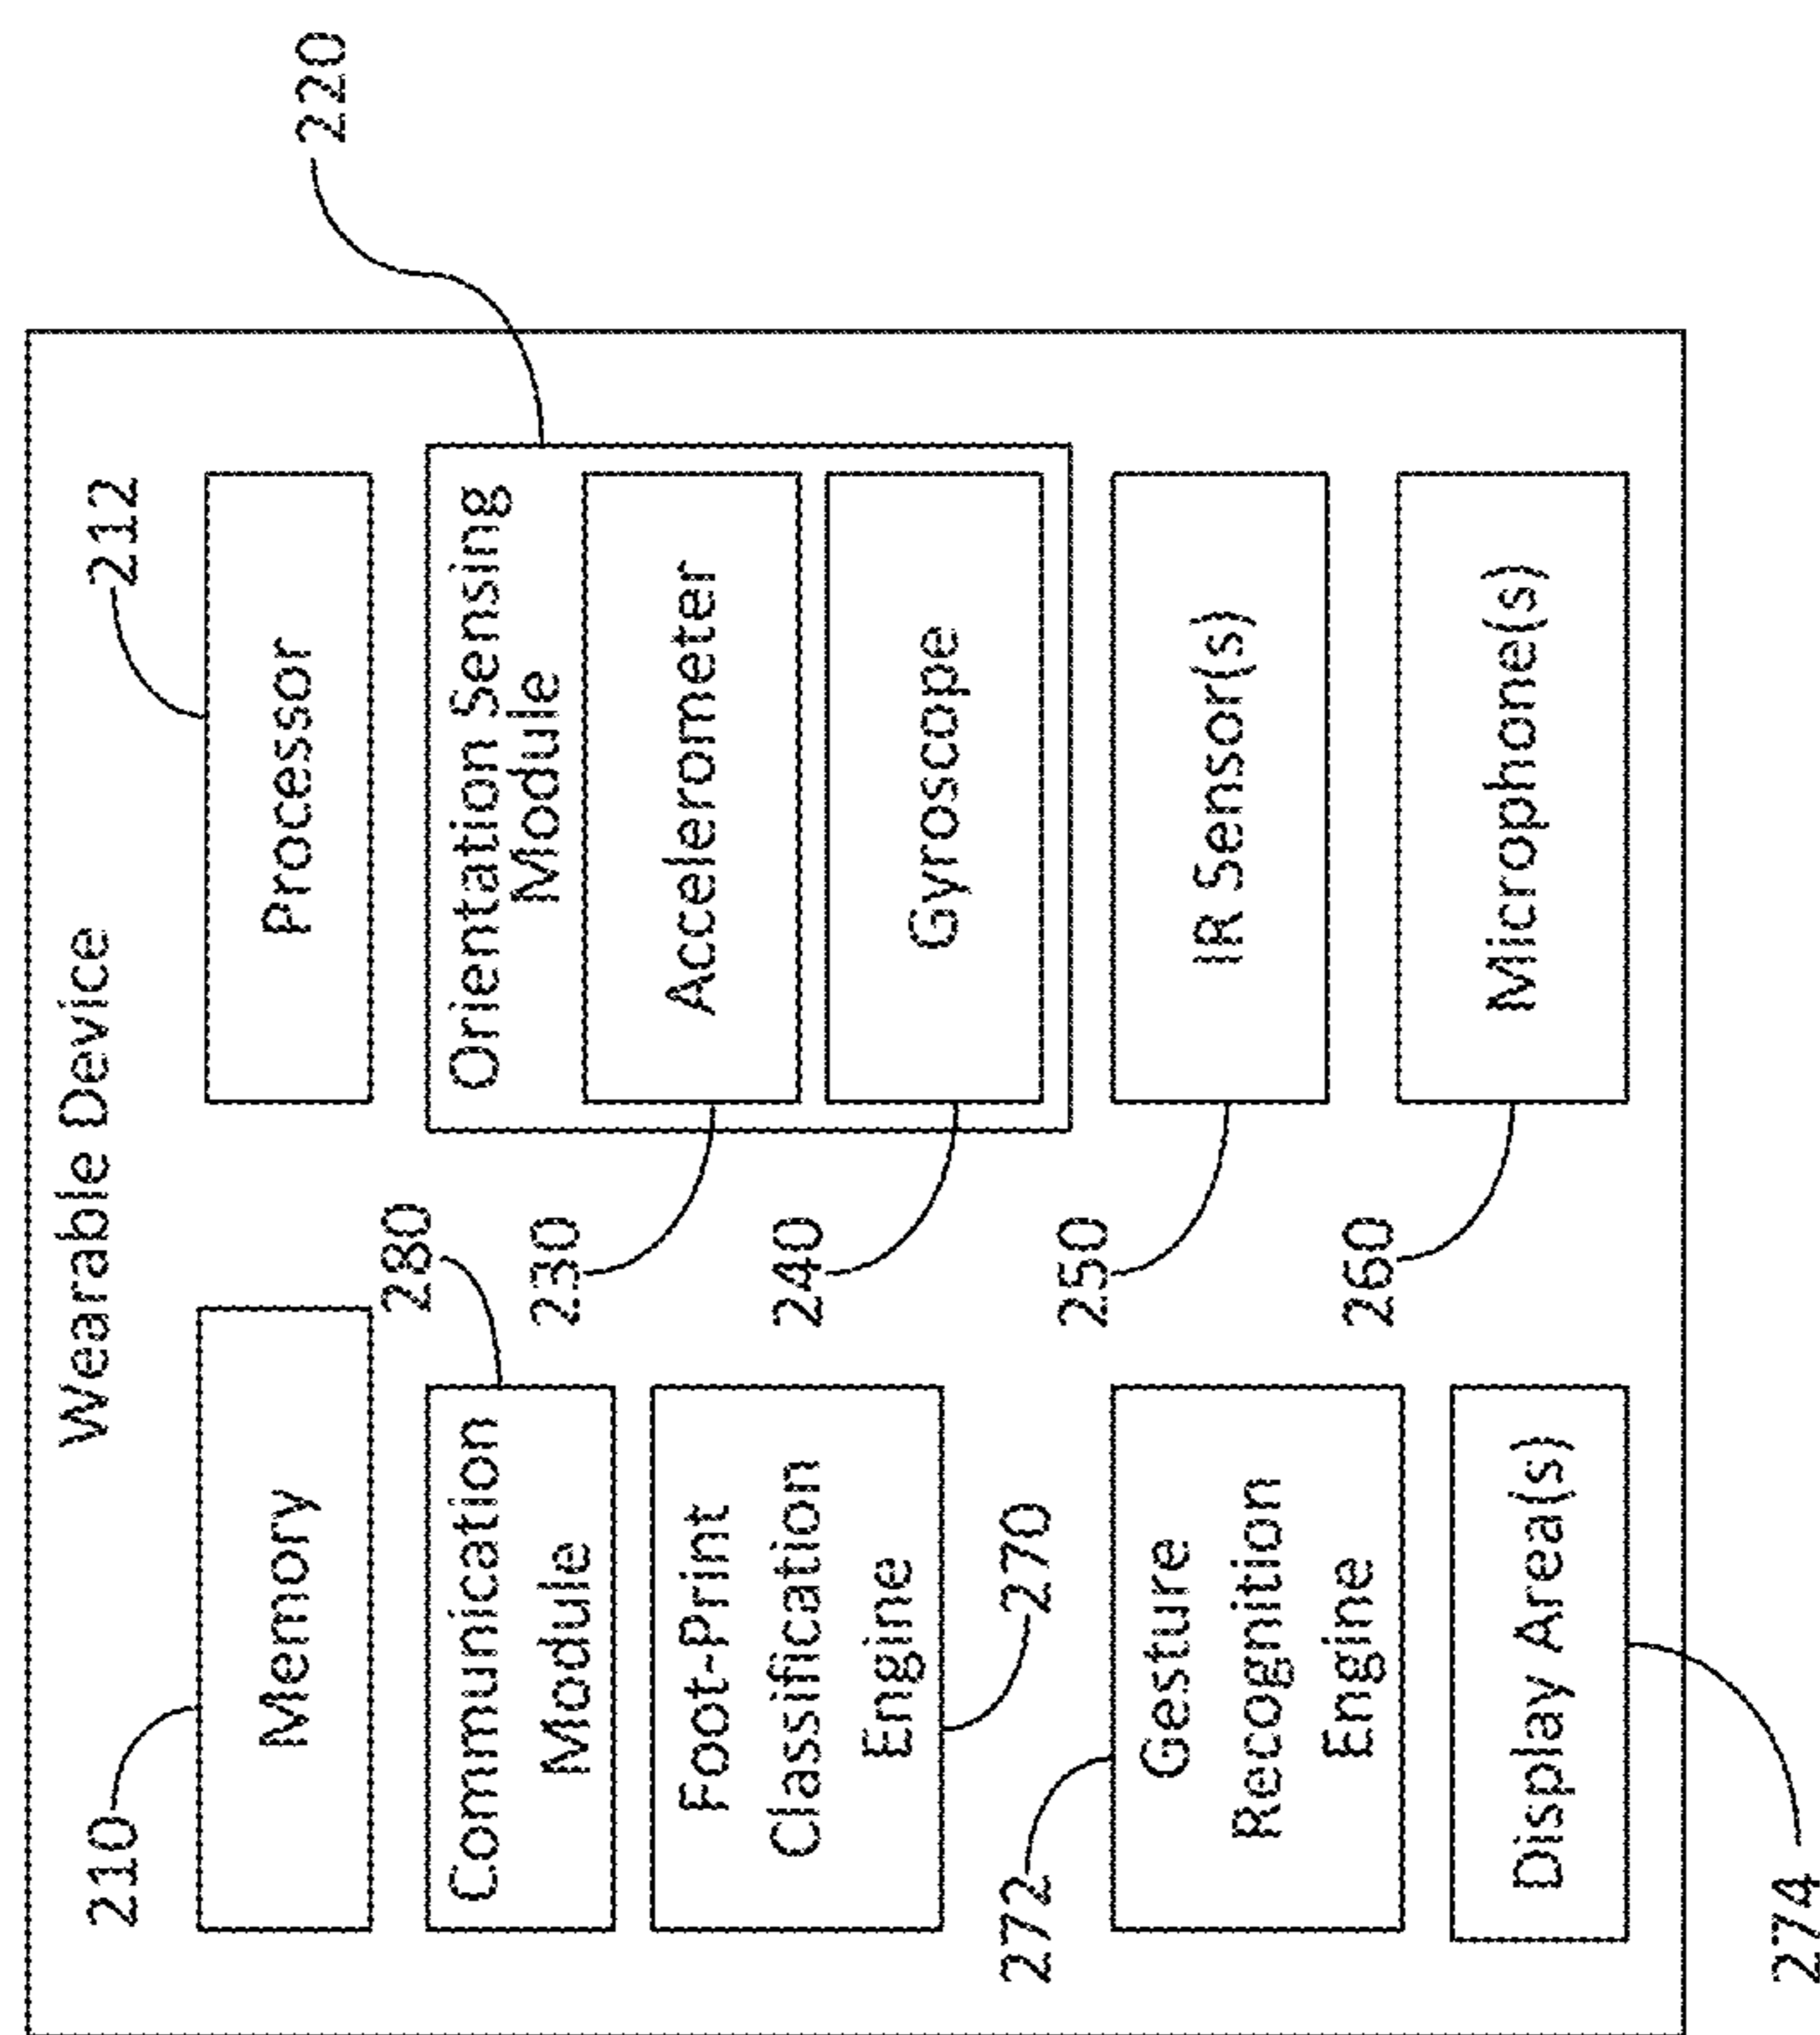 Wearable Device
210
Memory
212
Processor
280
Communication
Module
220
Orientation Sensing
Module
230
Accelerometer
Foot-Print
Classification
Engine
270
240
Gyroscope
272
Gesture
Recognition
Engine
250
IR Sensor(s)
274
Display Area(s)
260
Microphone(s)